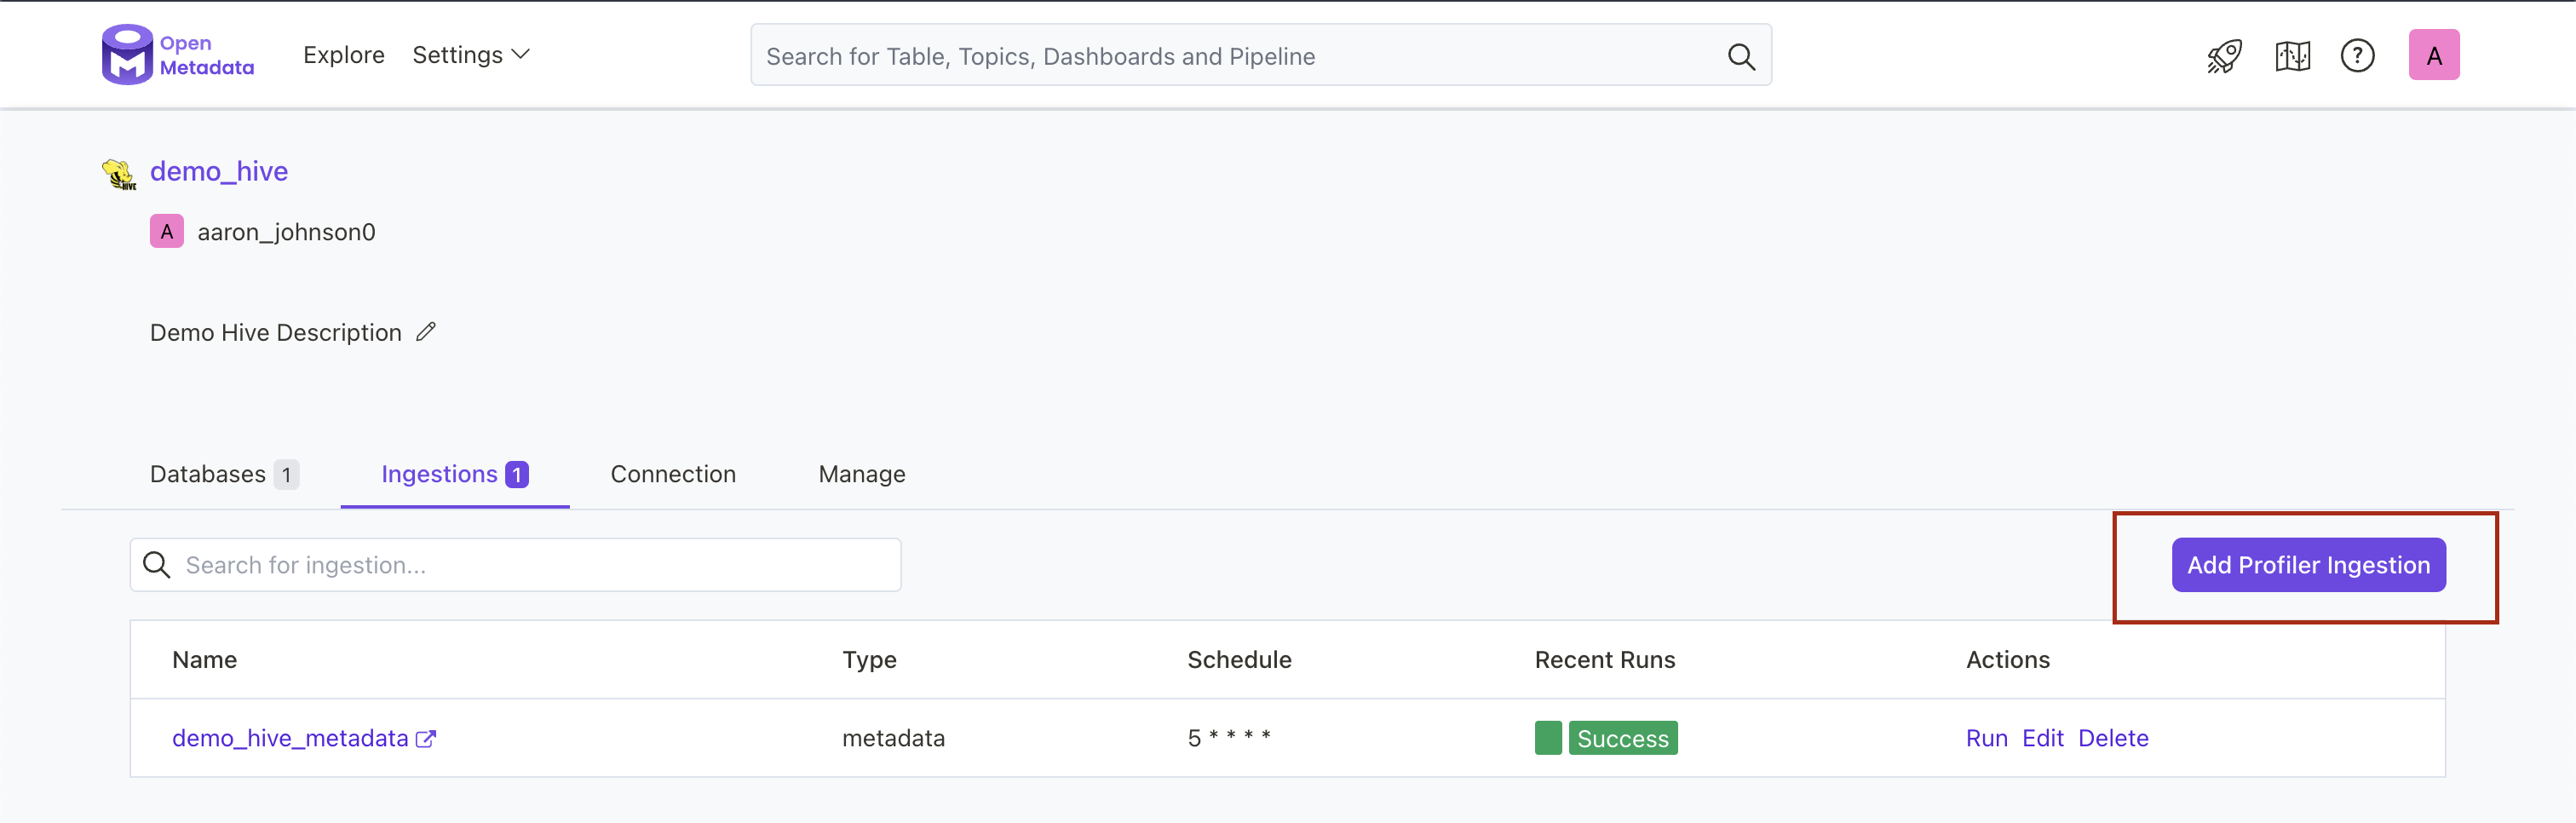 Open
Metadata
Explore Settings
Search for Table, Topics, Dashboards and Pipeline
?
A
HIVE
demo_hive
A aaron_johnson0
Demo Hive Description
Databases 1 Ingestions 1 Connection Manage
Search for ingestion...
Add Profiler Ingestion
Name Type Schedule Recent Runs Actions
demo_hive_metadata metadata 5 * * * * Success Run Edit Delete